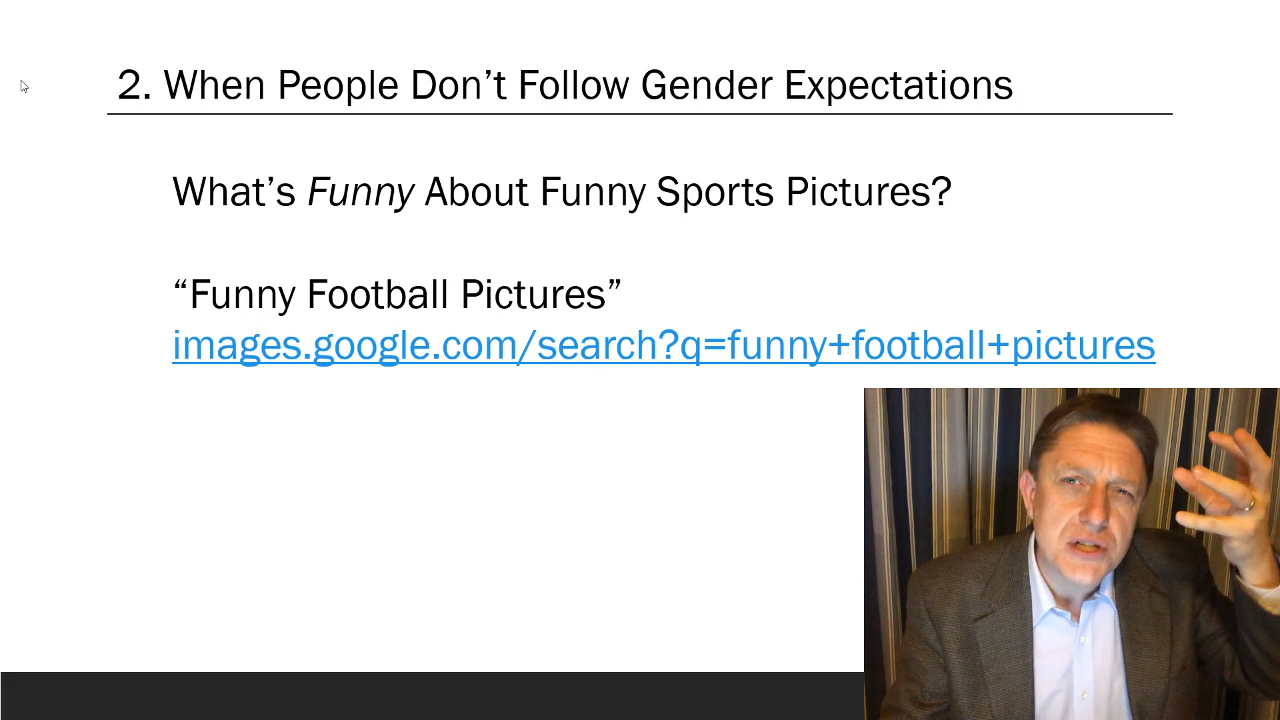 2. When People Don’t Follow Gender Expectations
What’s Funny About Funny Sports Pictures?
“Funny Football Pictures”
images.google.com/search?q=funny+football+pictures